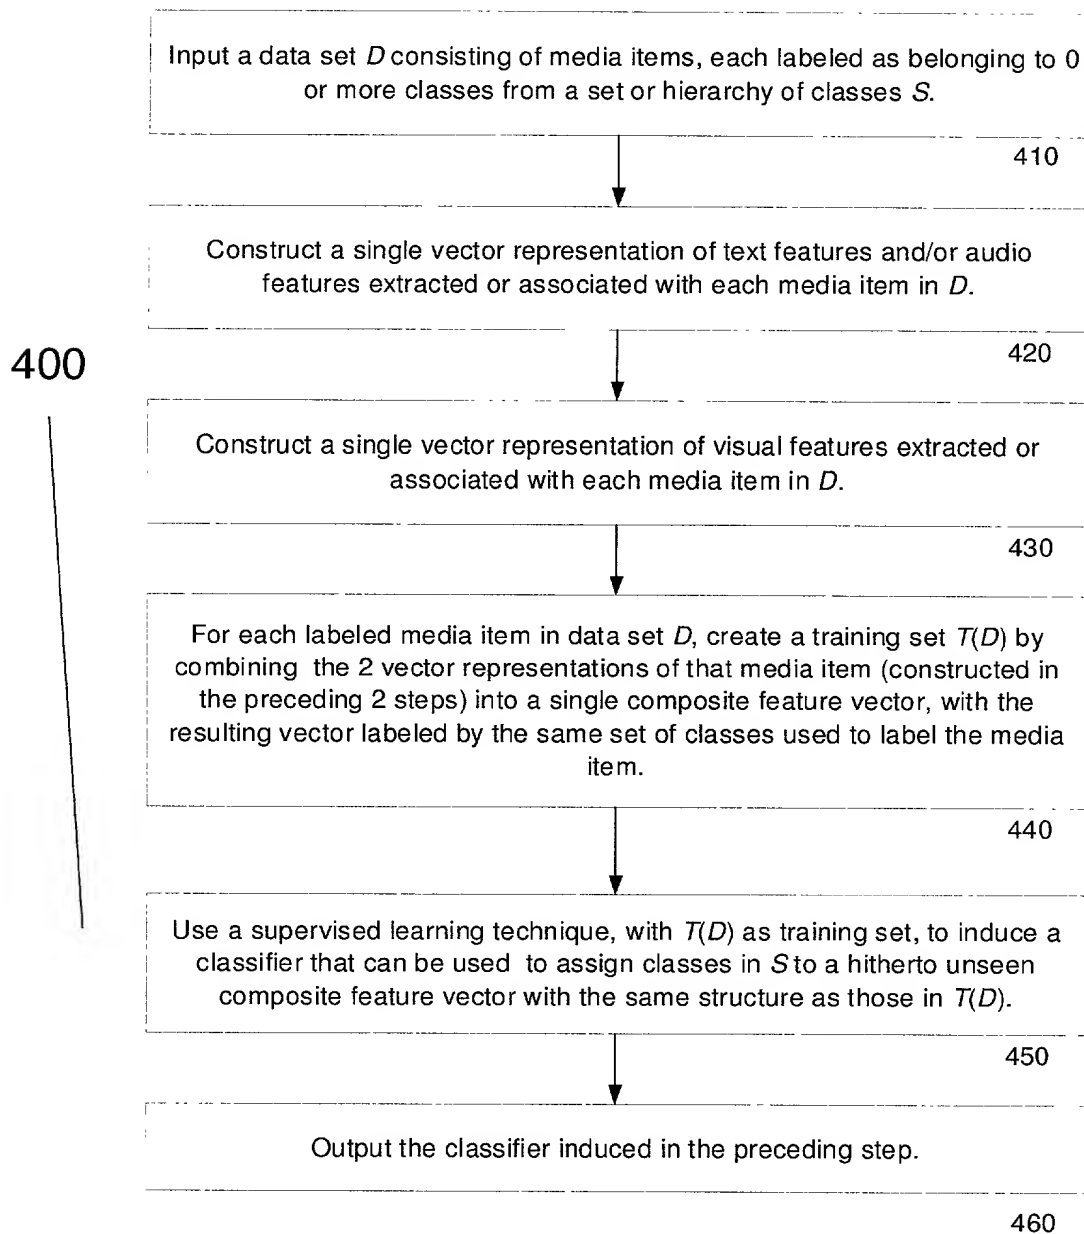 Input a data set D consisting of media items, each labeled as belonging to 0
or more classes from a set or hierarchy of classes S.
410
Construct a single vector representation of text features and/or audio
features extracted or associated with each media item in D.
420
400
Construct a single vector representation of visual features extracted or
associated with each media item in D.
430
For each labeled media item in data set D, create a training set T(D) by
combining the 2 vector representations of that media item (constructed in
the preceding 2 steps) into a single composite feature vector, with the
resulting vector labeled by the same set of classes used to label the media
item.
440
Use a supervised learning technique, with T(D) as training set, to induce a
classifier that can be used to assign classes in S to a hitherto unseen
composite feature vector with the same structure as those in T(D).
450
Output the classifier induced in the preceding step.
460